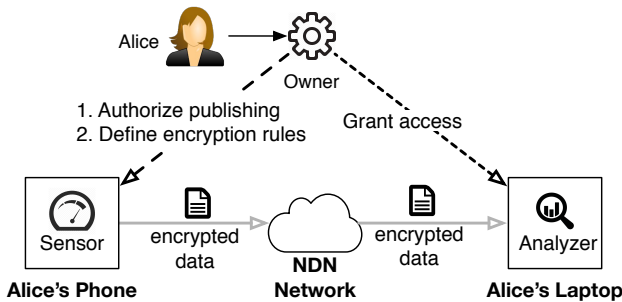 Alice
Owner
1. Authorize publishing
2. Define encryption rules
Grant access
Sensor
encrypted
data
NDN
Network
encrypted
data
Analyzer
Alice's Phone
Alice's Laptop